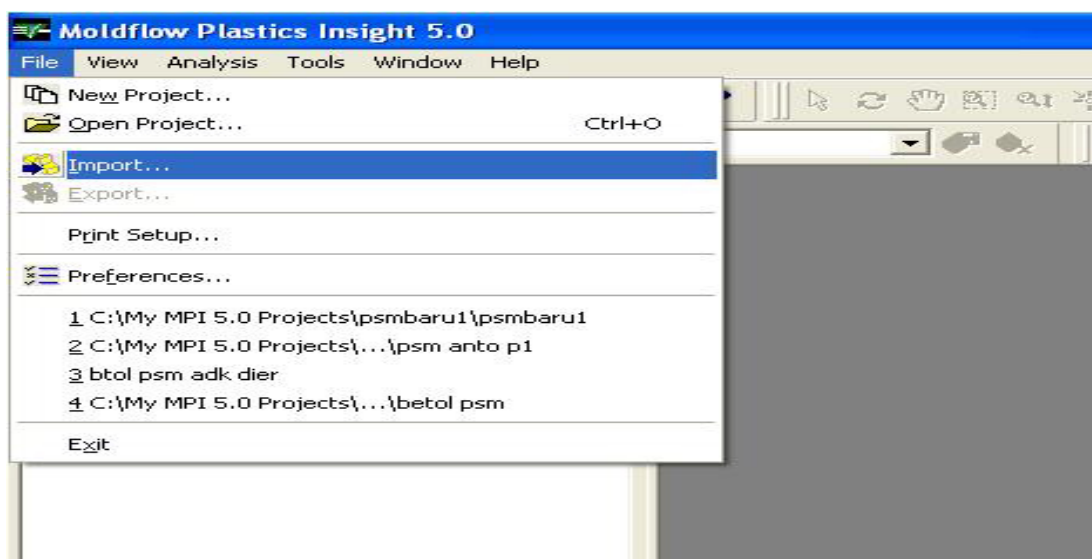 Moldflow Plastics Insight 5.0
File View Analysis Tools Window Help
New Project...
Open Project... Ctrl+O
Import...
Export...
Print Setup...
Preferences...
1 C:\My MPI 5.0 Projects\psmbaru1\psmbaru1
2 C:\My MPI 5.0 Projects\...\psm anto p1
3 btol psm adk dier
4 C:\My MPI 5.0 Projects\...\betol psm
Exit